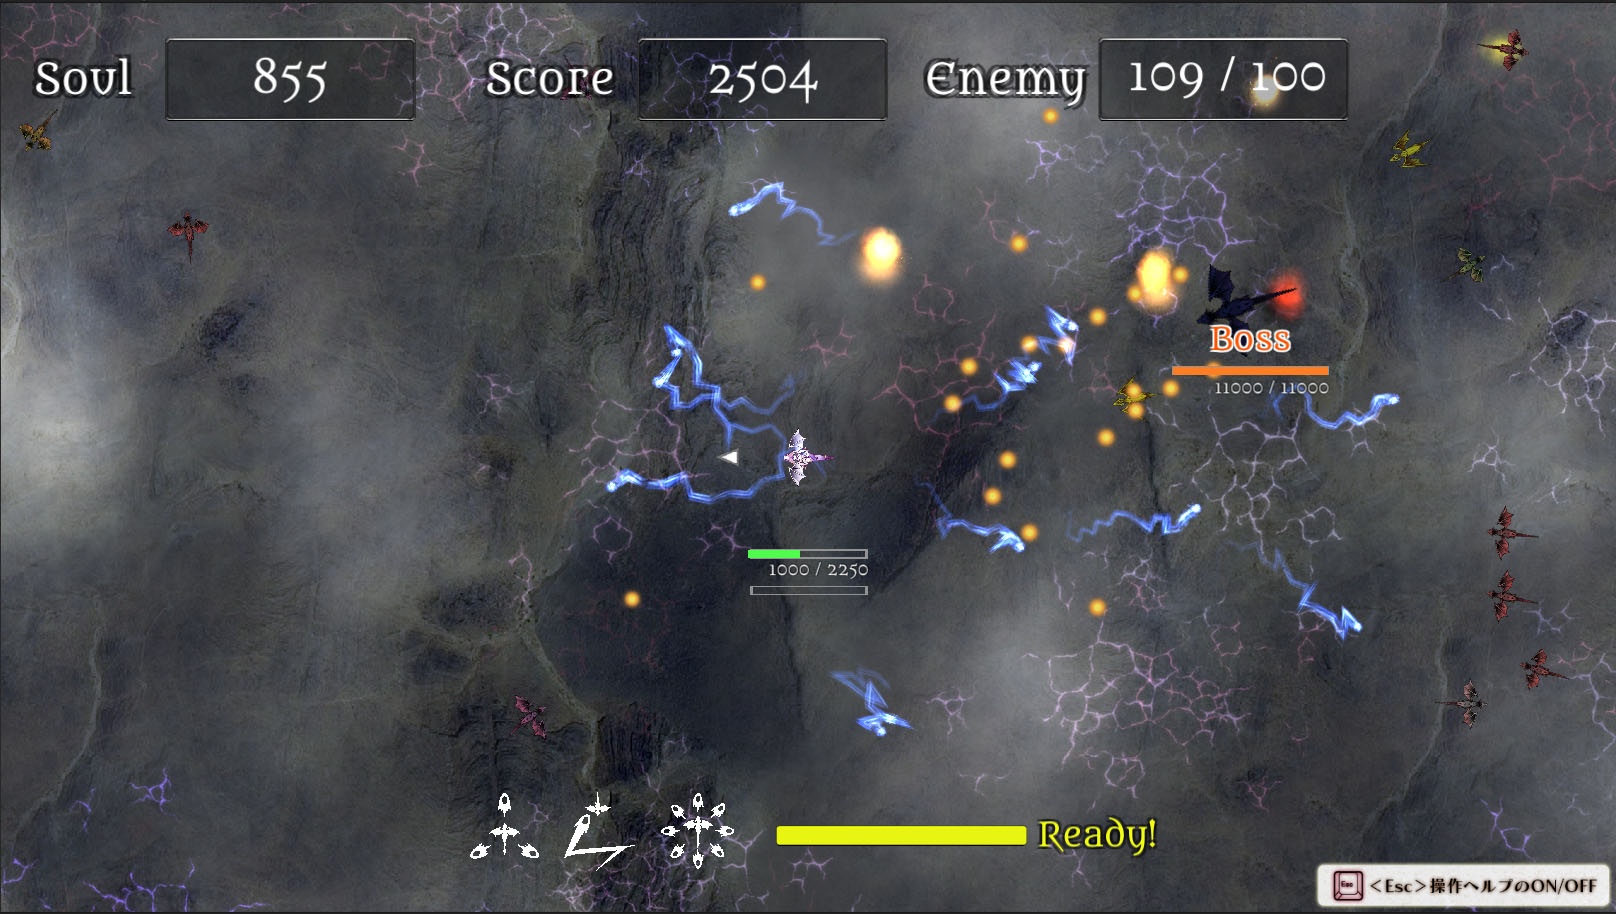 Soul 855 Score 2504 Enemy 109 / 100
Boss
11000 / 11000
1000 / 2250
Ready!
Esc <Esc>操作ヘルプのON/OFF